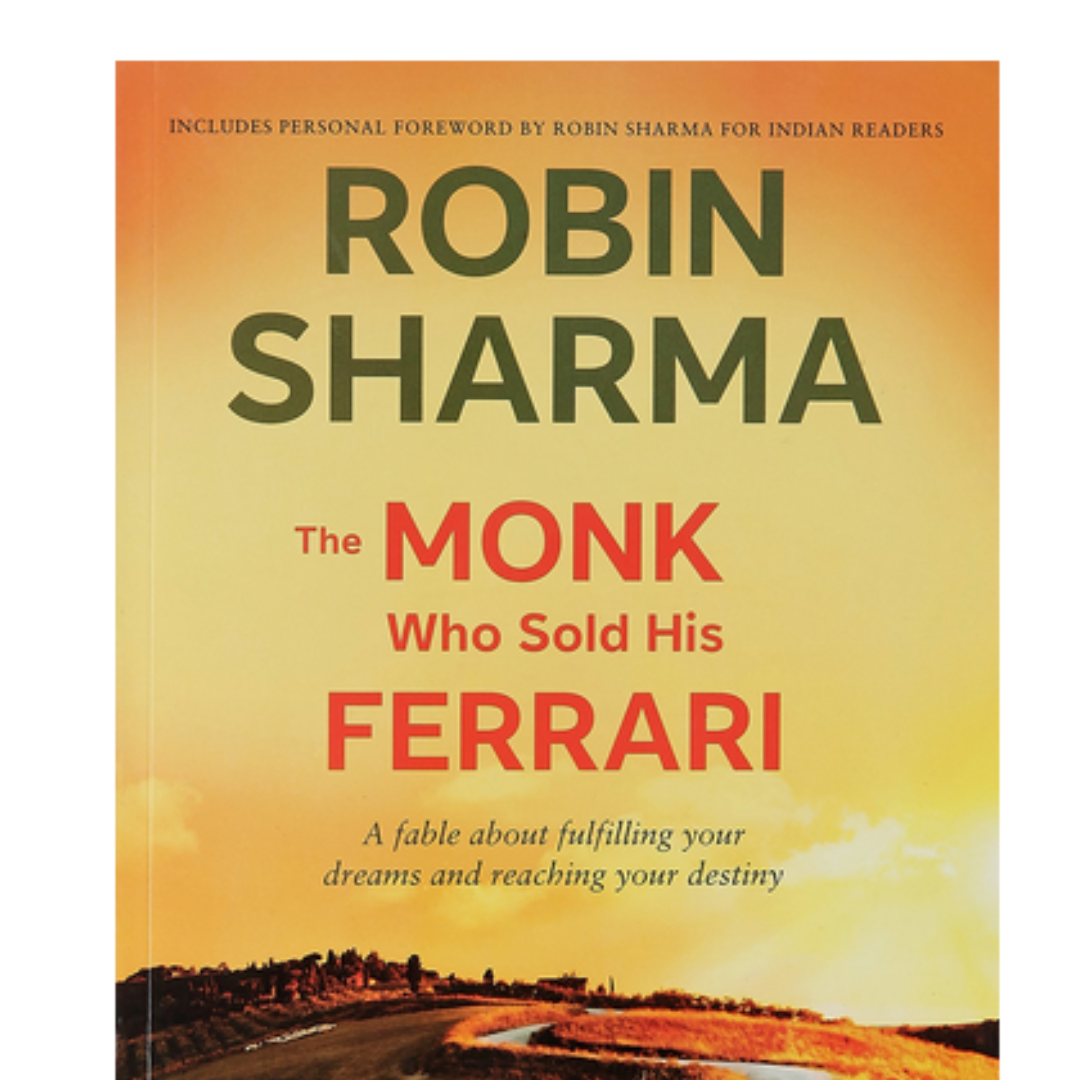 INCLUDES PERSONAL FOREWORD BY ROBIN SHARMA FOR INDIAN READERS
ROBIN
SHARMA
The MONK
Who Sold His
FERRARI
A fable about fulfilling your
dreams and reaching your destiny